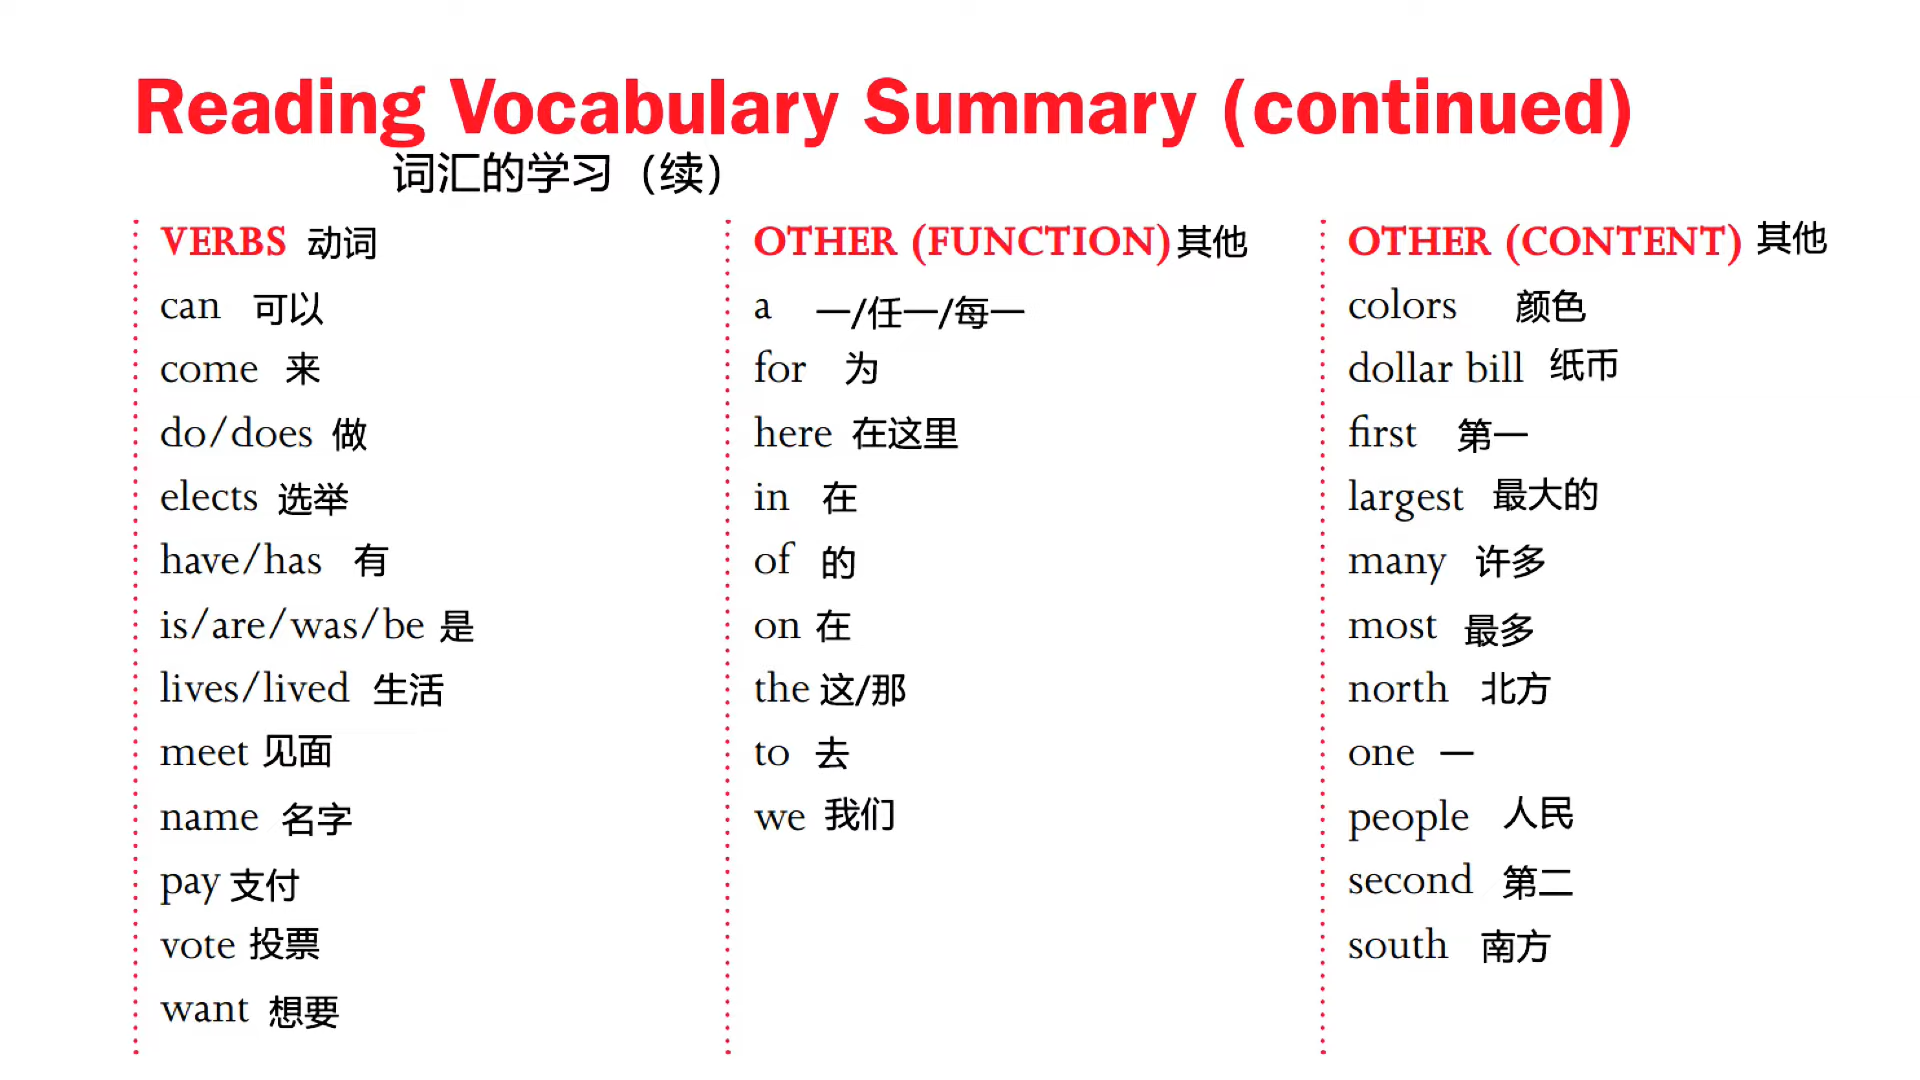 Reading Vocabulary Summary (continued)
词汇的学习（续）
VERBS 动词
can 可以
come 来
do/does 做
elects 选举
have/has 有
is/are/was/be 是
lives/lived 生活
meet 见面
name 名字
pay 支付
vote 投票
want 想要
OTHER (FUNCTION) 其他
a 一/任一/每一
for 为
here 在这里
in 在
of 的
on 在
the 这/那
to 去
we 我们
OTHER (CONTENT) 其他
colors 颜色
dollar bill 纸币
first 第一
largest 最大的
many 许多
most 最多
north 北方
one 一
people 人民
second 第二
south 南方